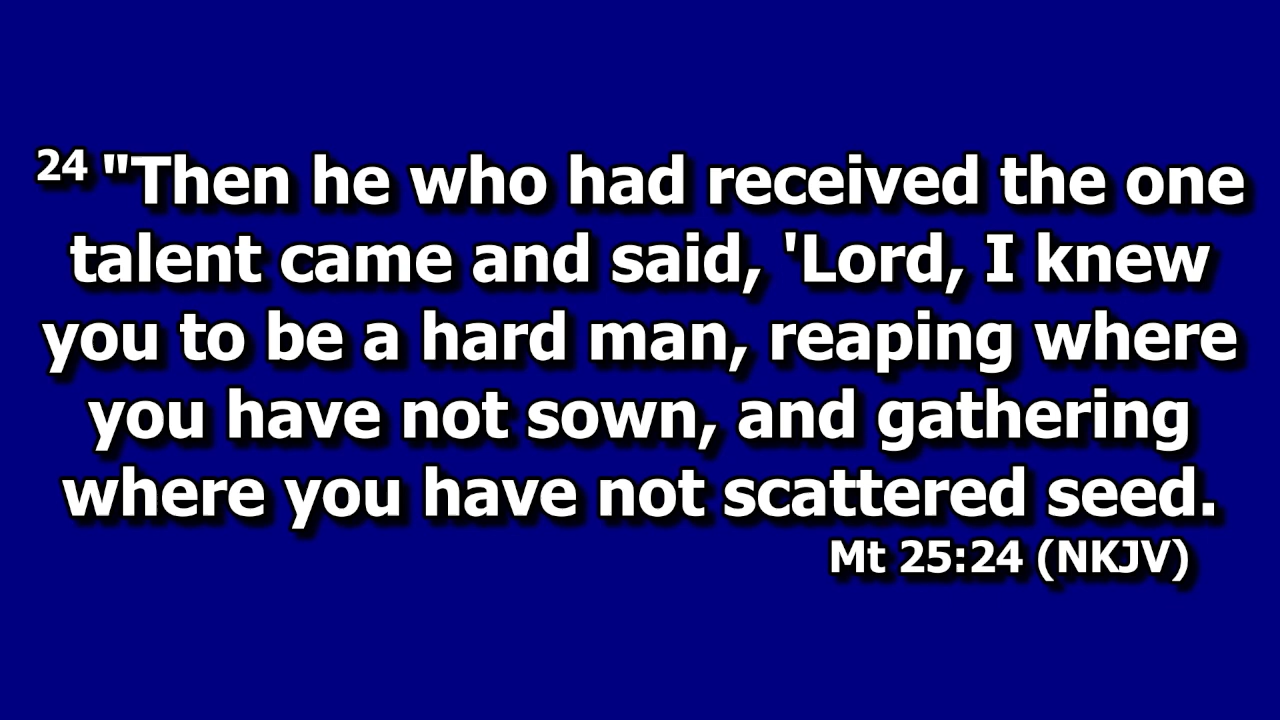 24 "Then he who had received the one
talent came and said, 'Lord, I knew
you to be a hard man, reaping where
you have not sown, and gathering
where you have not scattered seed.
Mt 25:24 (NKJV)